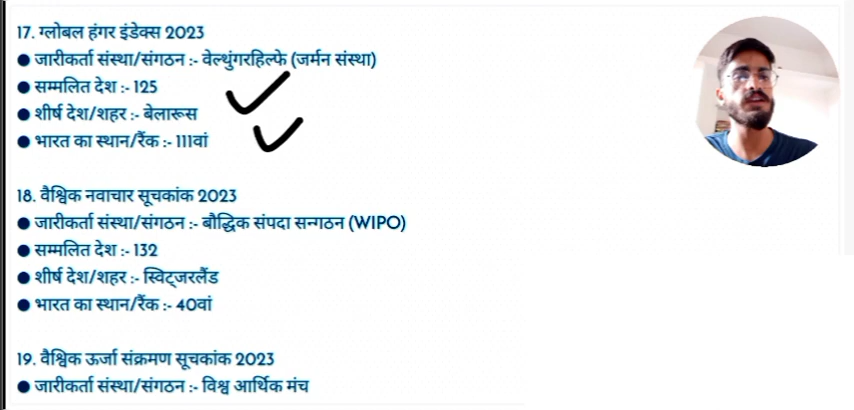 17. ग्लोबल हंगर इंडेक्स 2023
● जारीकर्ता संस्था/संगठन :- वेल्थुंगरहिल्फे (जर्मन संस्था)
● सम्मलित देश :- 125
● शीर्ष देश/शहर :- बेलारूस
● भारत का स्थान/रैंक :- 111वां
18. वैश्विक नवाचार सूचकांक 2023
● जारीकर्ता संस्था/संगठन :- बौद्धिक संपदा सन्गठन (WIPO)
● सम्मलित देश :- 132
● शीर्ष देश/शहर :- स्विट्जरलैंड
● भारत का स्थान/रैंक :- 40वां
19. वैश्विक ऊर्जा संक्रमण सूचकांक 2023
● जारीकर्ता संस्था/संगठन :- विश्व आर्थिक मंच